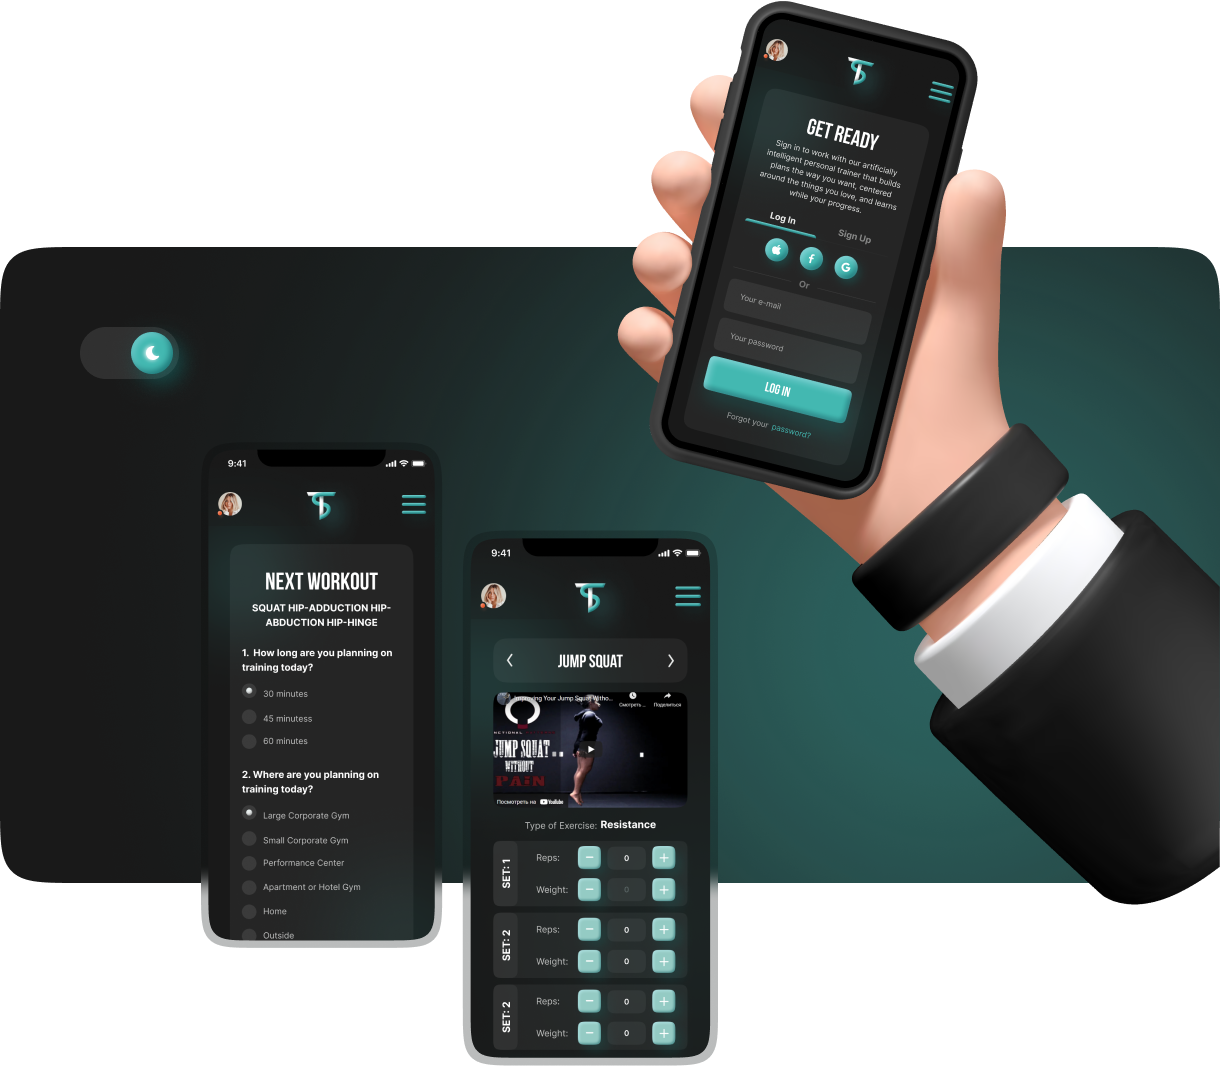 GET READY
Sign in to work with our artificially
intelligent personal trainer that builds
plans the way you want, centered
around the things you love, and learns
while your progress.
Log In
Sign Up
Or
Your e-mail
Your password
LOG IN
Forgot your password?
9:41
NEXT WORKOUT
SQUAT HIP-ADDUCTION HIP-
ABDUCTION HIP-HINGE
1. How long are you planning on
training today?
30 minutes
45 minutess
60 minutes
2. Where are you planning on
training today?
Large Corporate Gym
Small Corporate Gym
Performance Center
Apartment or Hotel Gym
Home
Outside
9:41
JUMP SQUAT
Improving Your Jump Squat Witho...
Смотреть ...
Поделиться
NCTIONAL
JUMP SQUAT
WITHOUT
PAIN
Посмотреть на YouTube
Type of Exercise: Resistance
SET: 1
Reps: 0
Weight: 0
SET: 2
Reps: 0
Weight: 0
SET: 2
Reps: 0
Weight: 0